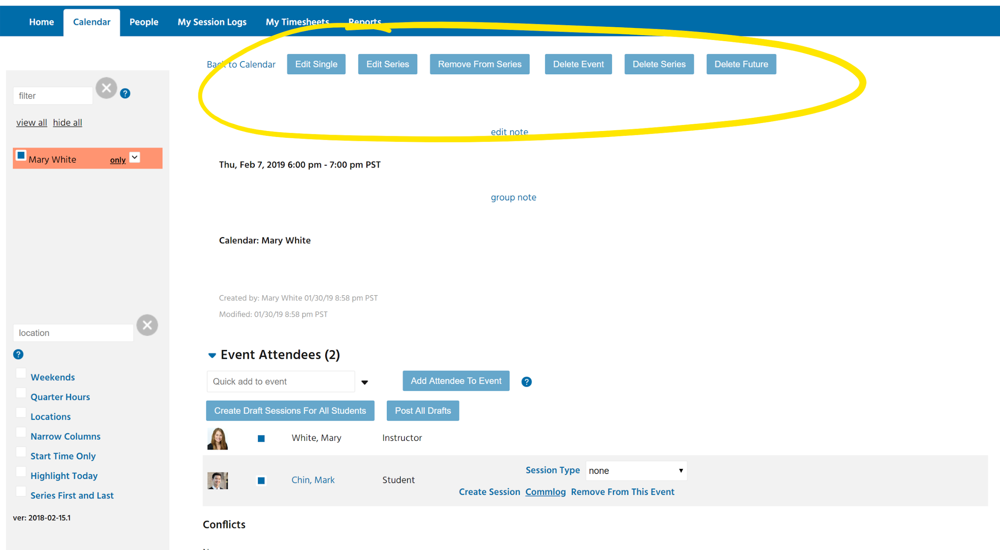 Home Calendar People My Session Logs My Timesheets Reports
Back to Calendar Edit Single Edit Series Remove From Series Delete Event Delete Series Delete Future
filter ?
view all hide all
edit note
Mary White only
Thu, Feb 7, 2019 6:00 pm - 7:00 pm PST
group note
Calendar: Mary White
Created by: Mary White 01/30/19 8:58 pm PST
Modified: 01/30/19 8:58 pm PST
location
?
Weekends
Quarter Hours
Locations
Narrow Columns
Start Time Only
Highlight Today
Series First and Last
ver: 2018-02-15.1
Event Attendees (2)
Quick add to event Add Attendee To Event ?
Create Draft Sessions For All Students Post All Drafts
White, Mary Instructor
Chin, Mark Student
Session Type none
Create Session Commlog Remove From This Event
Conflicts